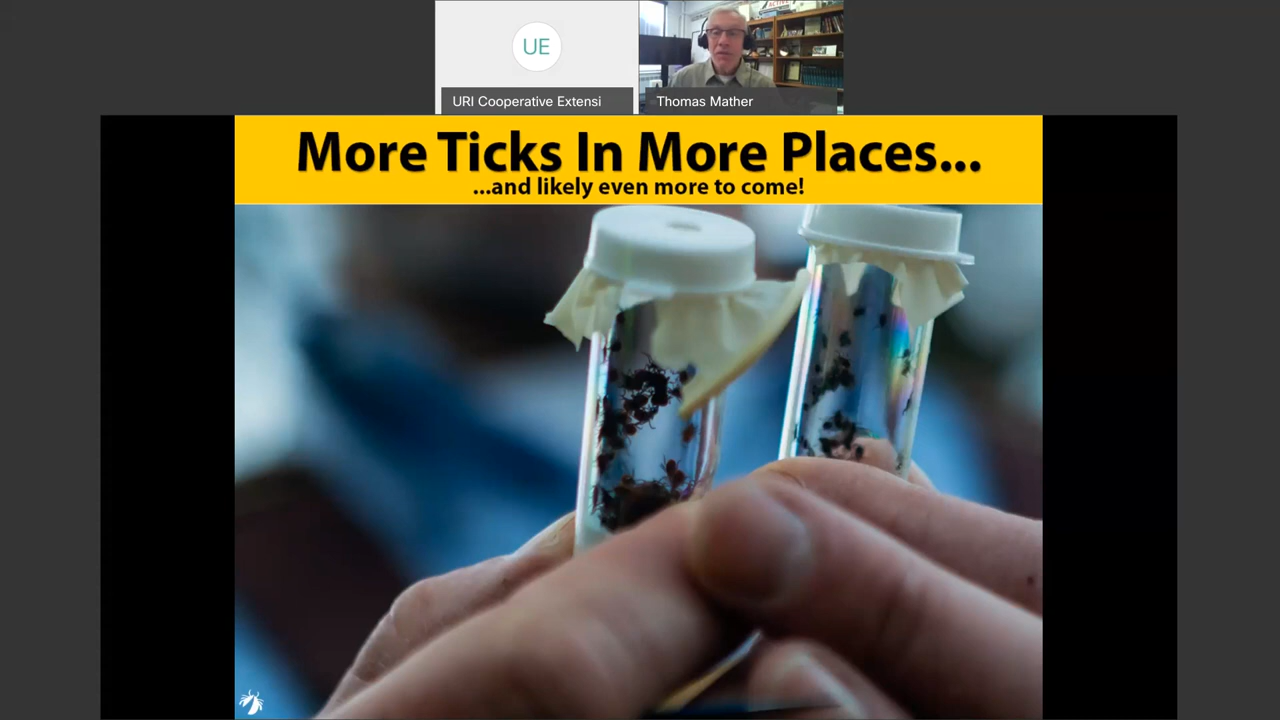 UE
URI Cooperative Extensi
Thomas Mather
More Ticks In More Places...
...and likely even more to come!